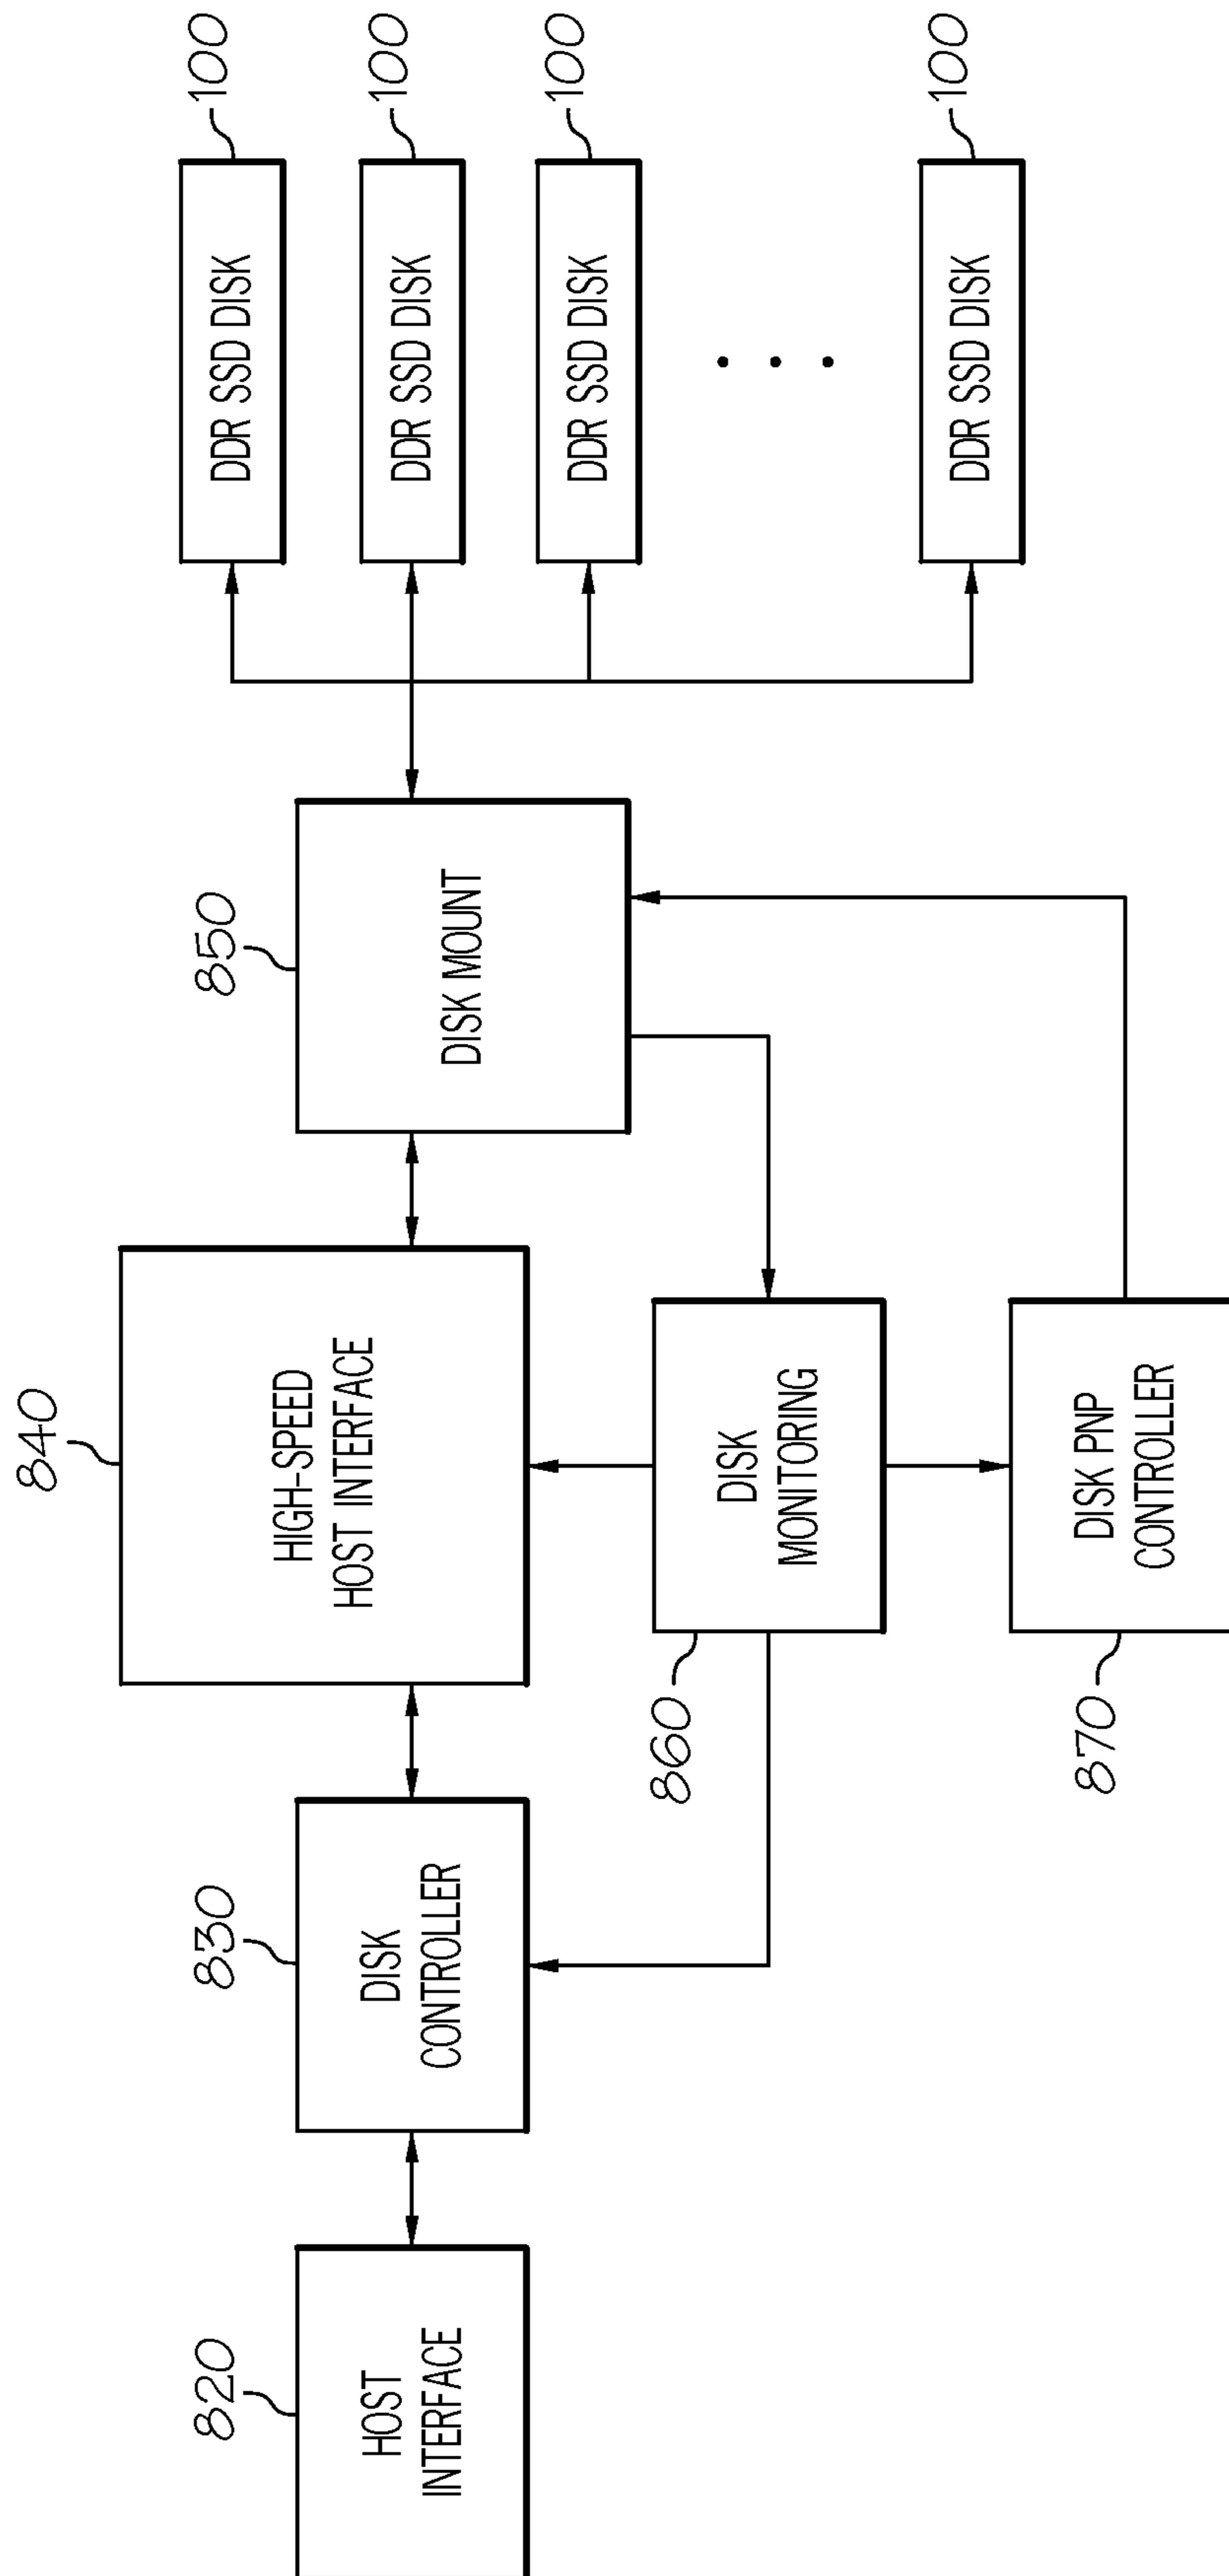 840
820
830
850
100
HOST
INTERFACE
DISK
CONTROLLER
HIGH-SPEED
HOST INTERFACE
DISK MOUNT
DDR SSD DISK
100
DDR SSD DISK
100
DDR SSD DISK
100
DDR SSD DISK
860
DISK
MONITORING
870
DISK PNP
CONTROLLER